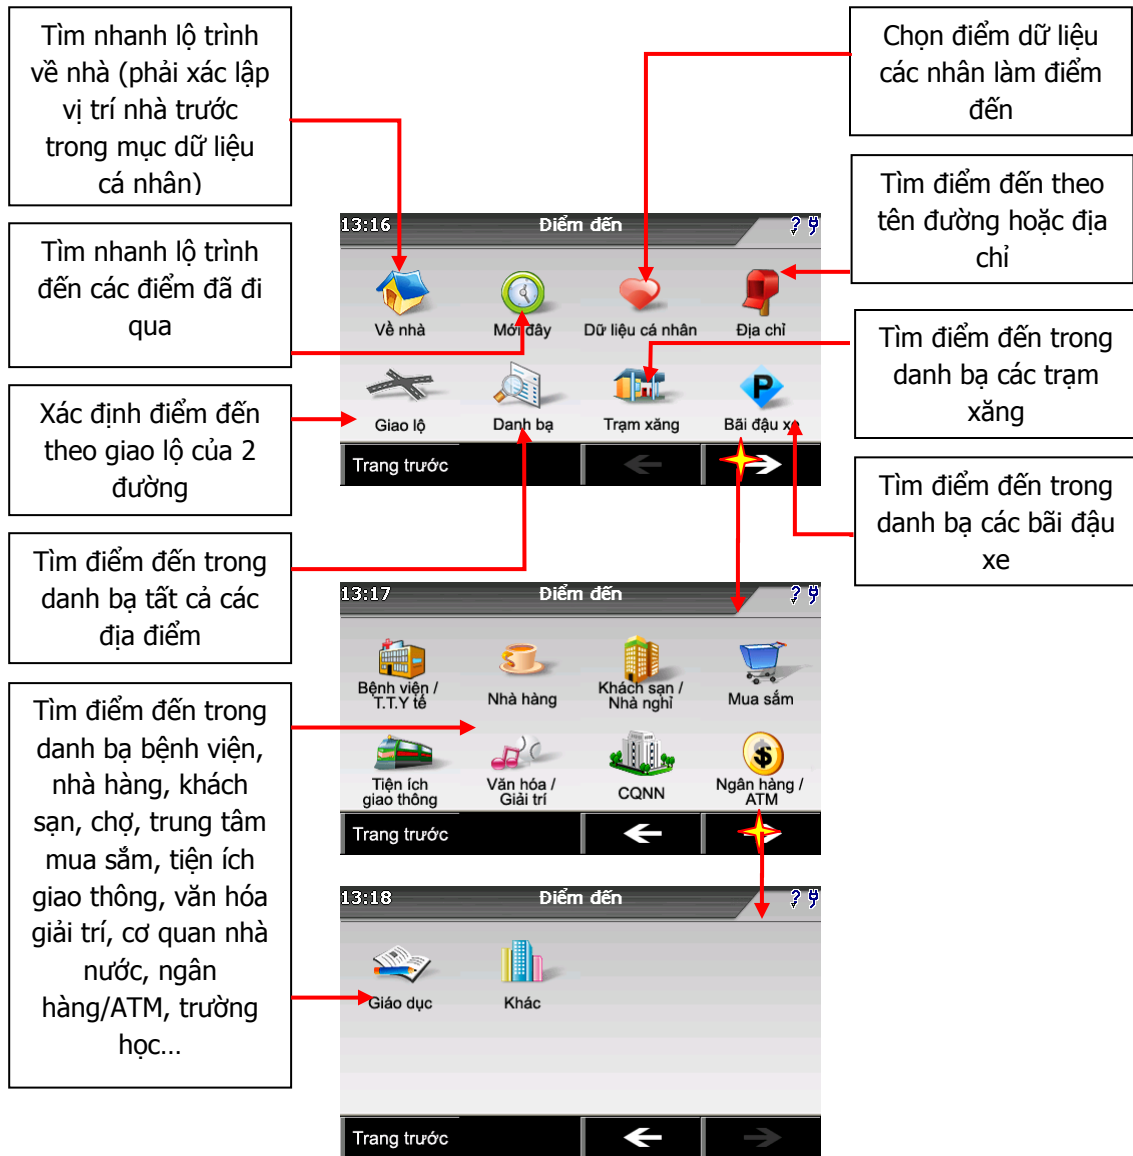 Tìm nhanh lộ trình
về nhà (phải xác lập
vị trí nhà trước
trong mục dữ liệu
cá nhân)
Tìm nhanh lộ trình
đến các điểm đã đi
qua
Xác định điểm đến
theo giao lộ của 2
đường
Tìm điểm đến trong
danh bạ tất cả các
địa điểm
Tìm điểm đến trong
danh bạ bệnh viện,
nhà hàng, khách
sạn, chợ, trung tâm
mua sắm, tiện ích
giao thông, văn hóa
giải trí, cơ quan nhà
nước, ngân
hàng/ATM, trường
học...
Chọn điểm dữ liệu
các nhân làm điểm
đến
Tìm điểm đến theo
tên đường hoặc địa
chỉ
Tìm điểm đến trong
danh bạ các trạm
xăng
Tìm điểm đến trong
danh bạ các bãi đậu
xe
13:16 Điểm đến
Về nhà Mới đây Dữ liệu cá nhân Địa chỉ
Giao lộ Danh bạ Trạm xăng Bãi đậu xe
Trang trước
13:17 Điểm đến
Bệnh viện /
T.T.Y tế
Nhà hàng
Khách sạn /
Nhà nghỉ
Mua sắm
Tiện ích
giao thông
Văn hóa /
Giải trí
CQNN
Ngân hàng /
ATM
Trang trước
13:18 Điểm đến
Giáo dục Khác
Trang trước